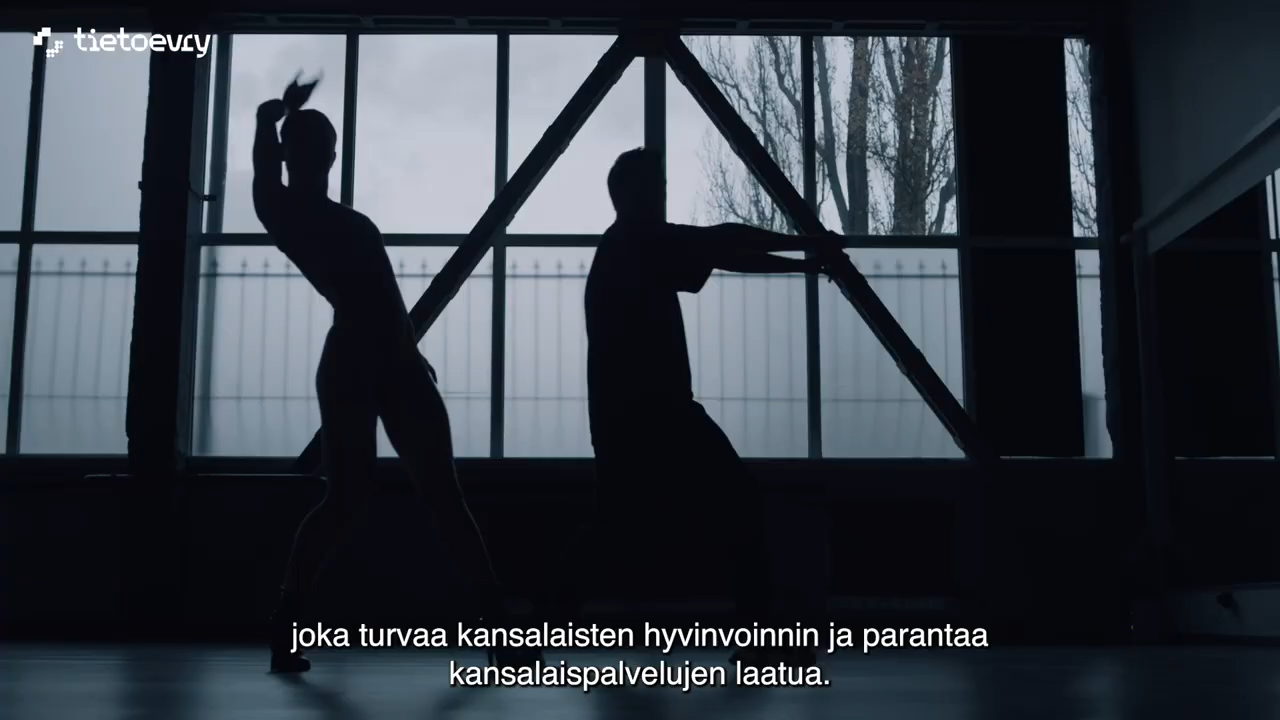 tietoevry
joka turvaa kansalaisten hyvinvoinnin ja parantaa
kansalaispalvelujen laatua.